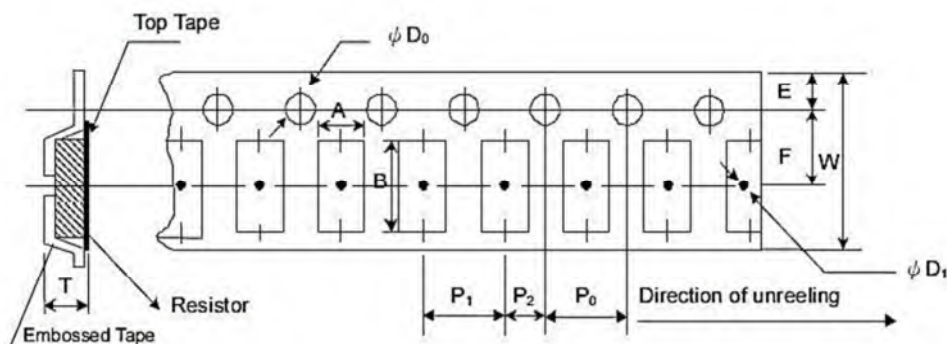 Top Tape
ψ D₀
A
E
F
W
B
ψ D₁
T
Resistor
P₁
P₂
P₀
Direction of unreeling
Embossed Tape